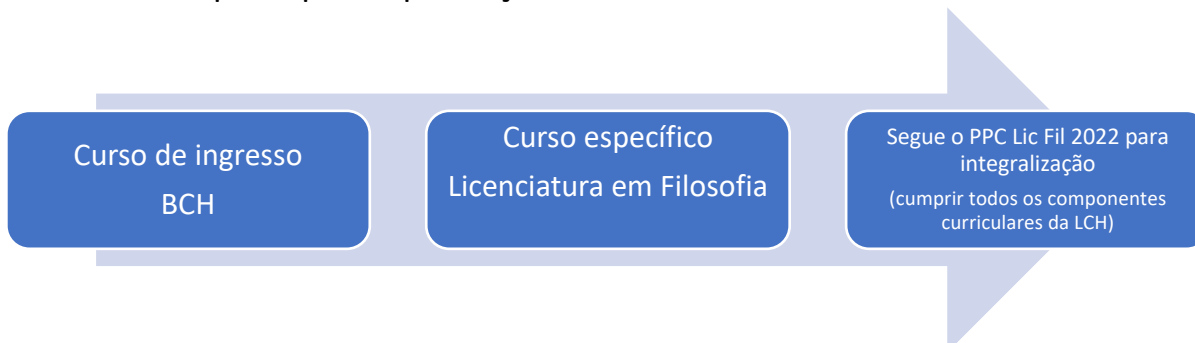 Curso de ingresso
BCH
Curso específico
Licenciatura em Filosofia
Segue o PPC Lic Fil 2022 para
integralização
(cumprir todos os componentes
curriculares da LCH)